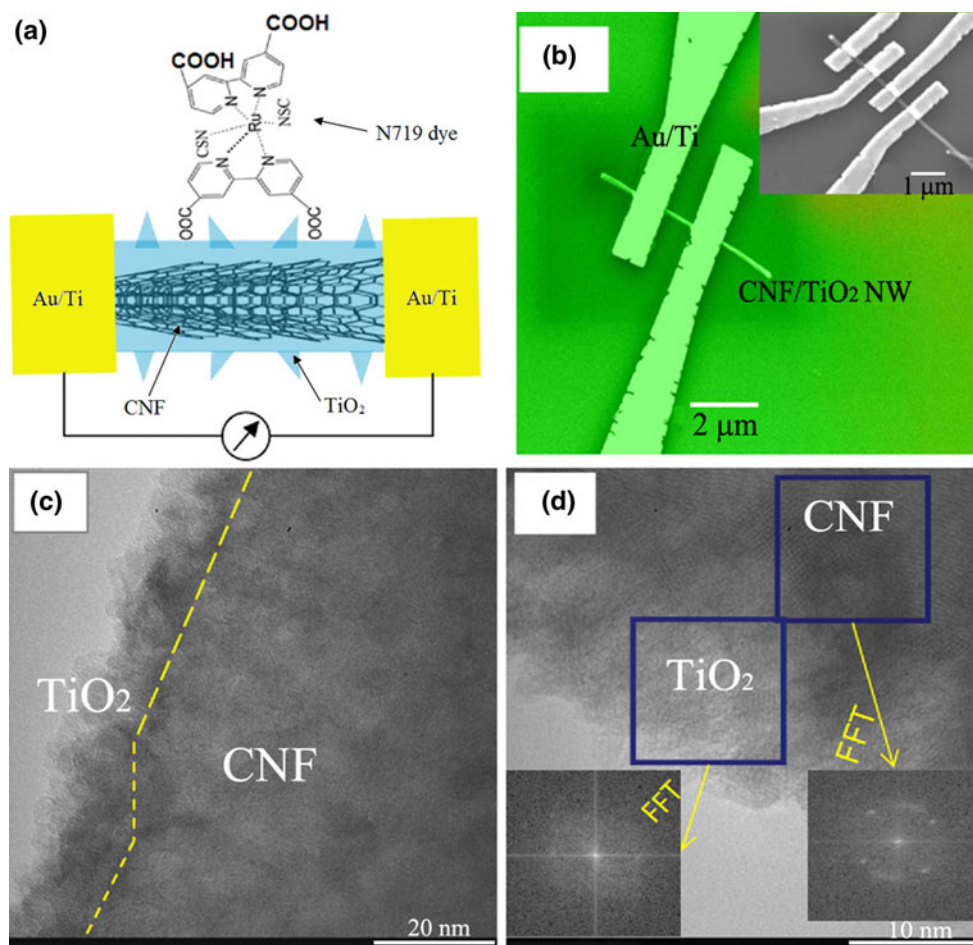 (a)
COOH
COOH
N
N
Ru
NSC
CSN
N
N
N719 dye
OOC
OOC
Au/Ti
Au/Ti
CNF
TiO₂
(b)
Au/Ti
1 μm
CNF/TiO₂ NW
2 μm
(c)
TiO₂
CNF
20 nm
(d)
CNF
TiO₂
FFT
FFT
10 nm